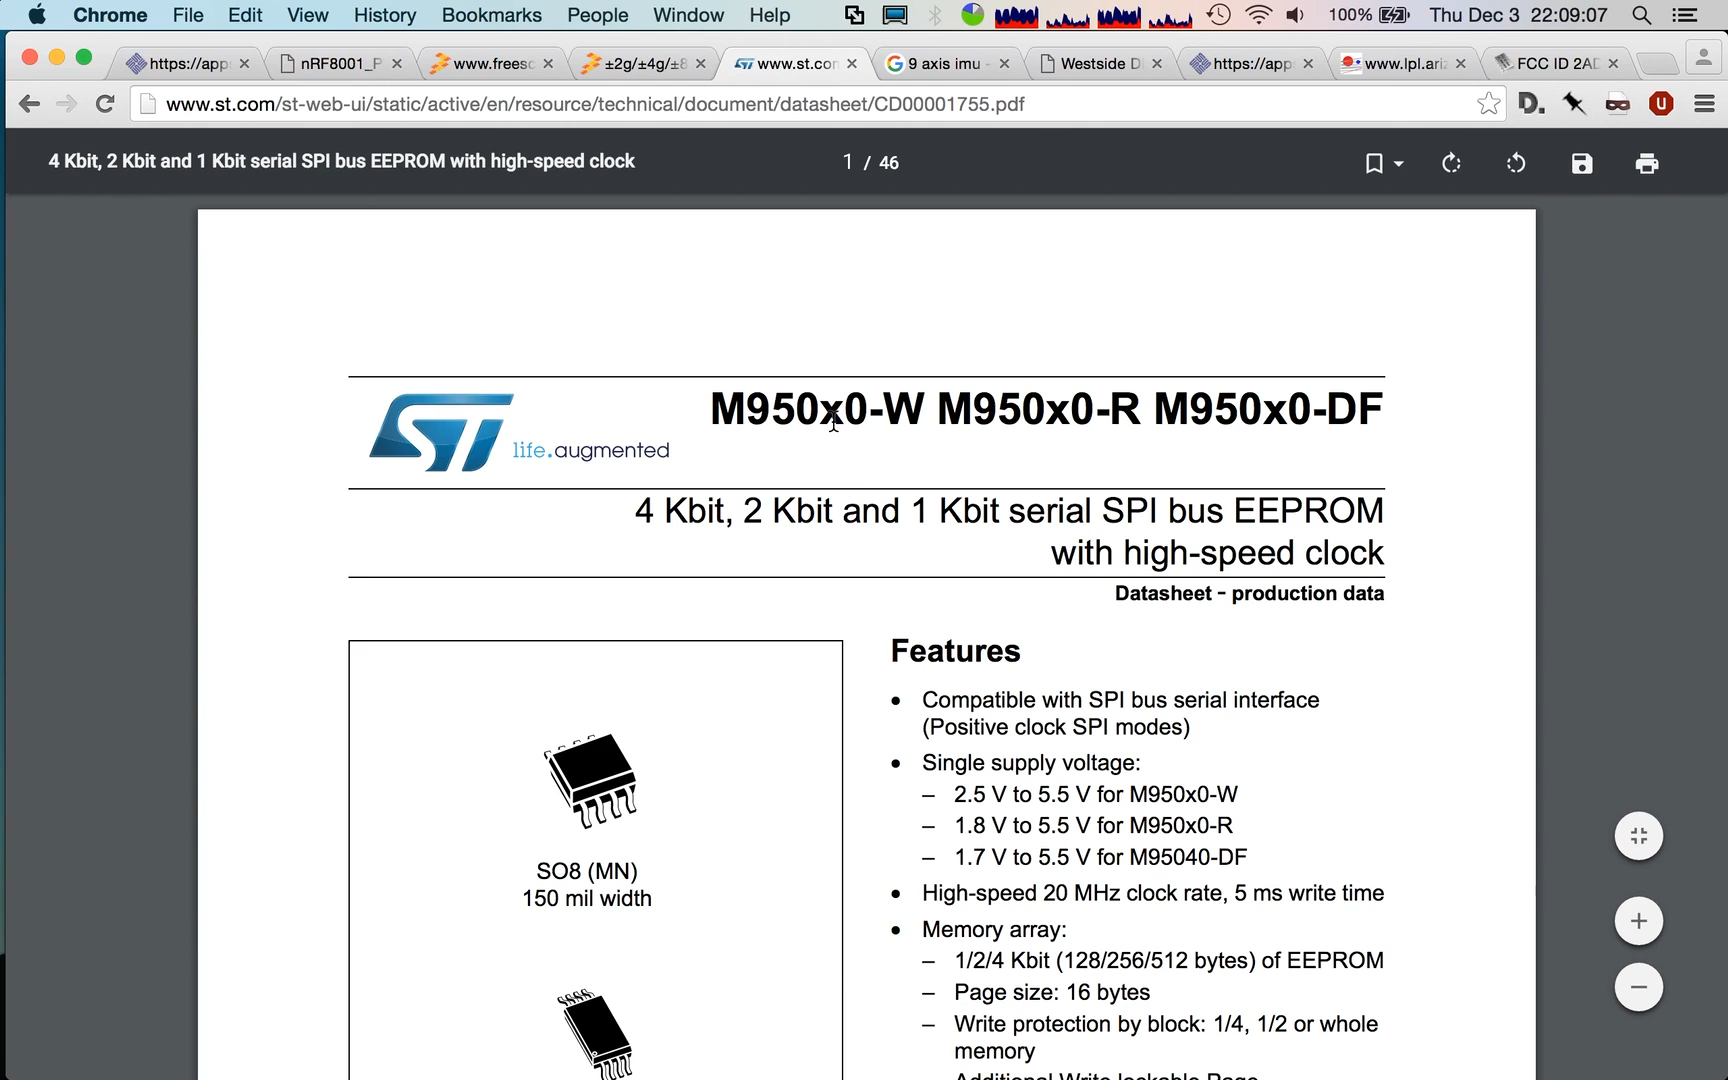 Chrome File Edit View History Bookmarks People Window Help 100% Thu Dec 3 22:09:07
https://app nRF8001_P www.freesc ±2g/±4g/±8 www.st.con 9 axis imu - Westside D https://app www.lpl.ari FCC ID 2AD
www.st.com/st-web-ui/static/active/en/resource/technical/document/datasheet/CD00001755.pdf D. U
4 Kbit, 2 Kbit and 1 Kbit serial SPI bus EEPROM with high-speed clock 1 / 46
ST life.augmented
M950x0-W M950x0-R M950x0-DF
4 Kbit, 2 Kbit and 1 Kbit serial SPI bus EEPROM
with high-speed clock
Datasheet - production data
SO8 (MN)
150 mil width
Features
• Compatible with SPI bus serial interface
(Positive clock SPI modes)
• Single supply voltage:
– 2.5 V to 5.5 V for M950x0-W
– 1.8 V to 5.5 V for M950x0-R
– 1.7 V to 5.5 V for M95040-DF
• High-speed 20 MHz clock rate, 5 ms write time
• Memory array:
– 1/2/4 Kbit (128/256/512 bytes) of EEPROM
– Page size: 16 bytes
– Write protection by block: 1/4, 1/2 or whole
memory
Additional Write lockable Page